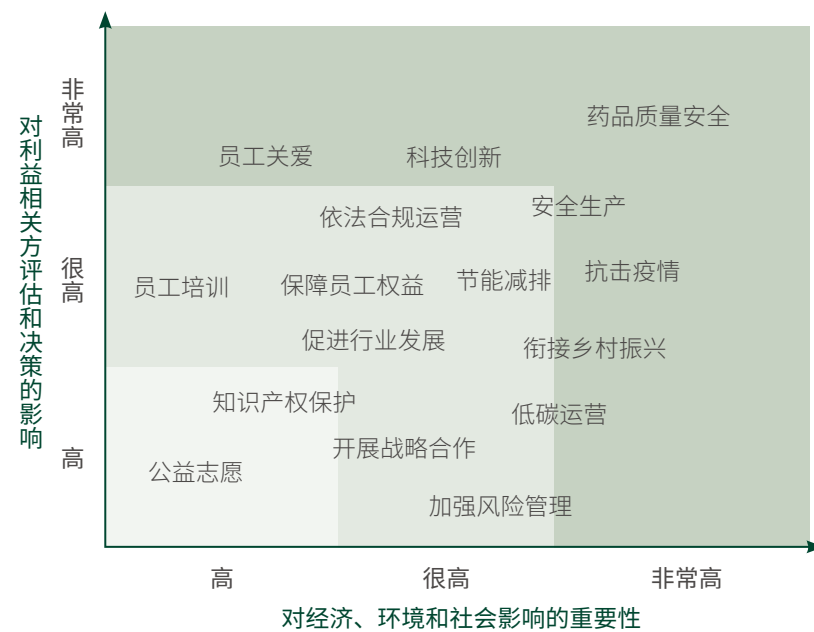 对利益相关方评估和决策的影响
非常高
很高
高
药品质量安全
员工关爱
科技创新
安全生产
依法合规运营
抗击疫情
节能减排
保障员工权益
员工培训
促进行业发展
衔接乡村振兴
知识产权保护
低碳运营
开展战略合作
公益志愿
加强风险管理
高
很高
非常高
对经济、环境和社会影响的重要性